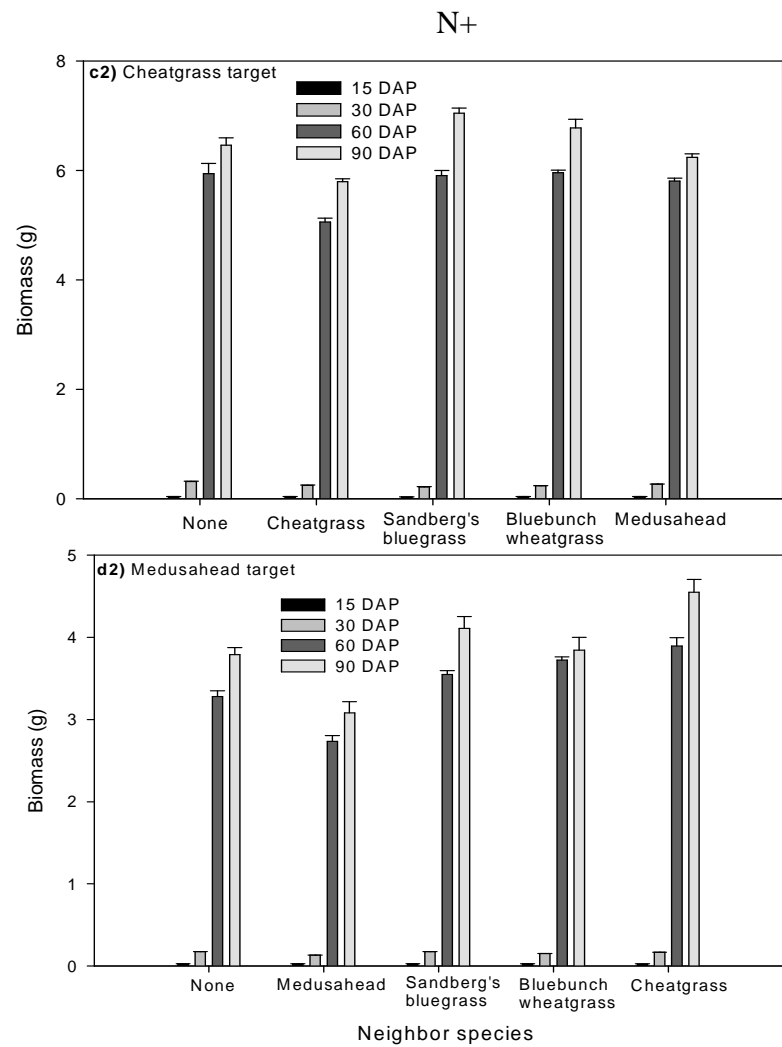 N+
c2) Cheatgrass target
15 DAP
30 DAP
60 DAP
90 DAP
Biomass (g)
8
6
4
2
0
None
Cheatgrass
Sandberg's
bluegrass
Bluebunch
wheatgrass
Medusahead
d2) Medusahead target
15 DAP
30 DAP
60 DAP
90 DAP
Biomass (g)
5
4
3
2
1
0
None
Medusahead
Sandberg's
bluegrass
Bluebunch
wheatgrass
Cheatgrass
Neighbor species